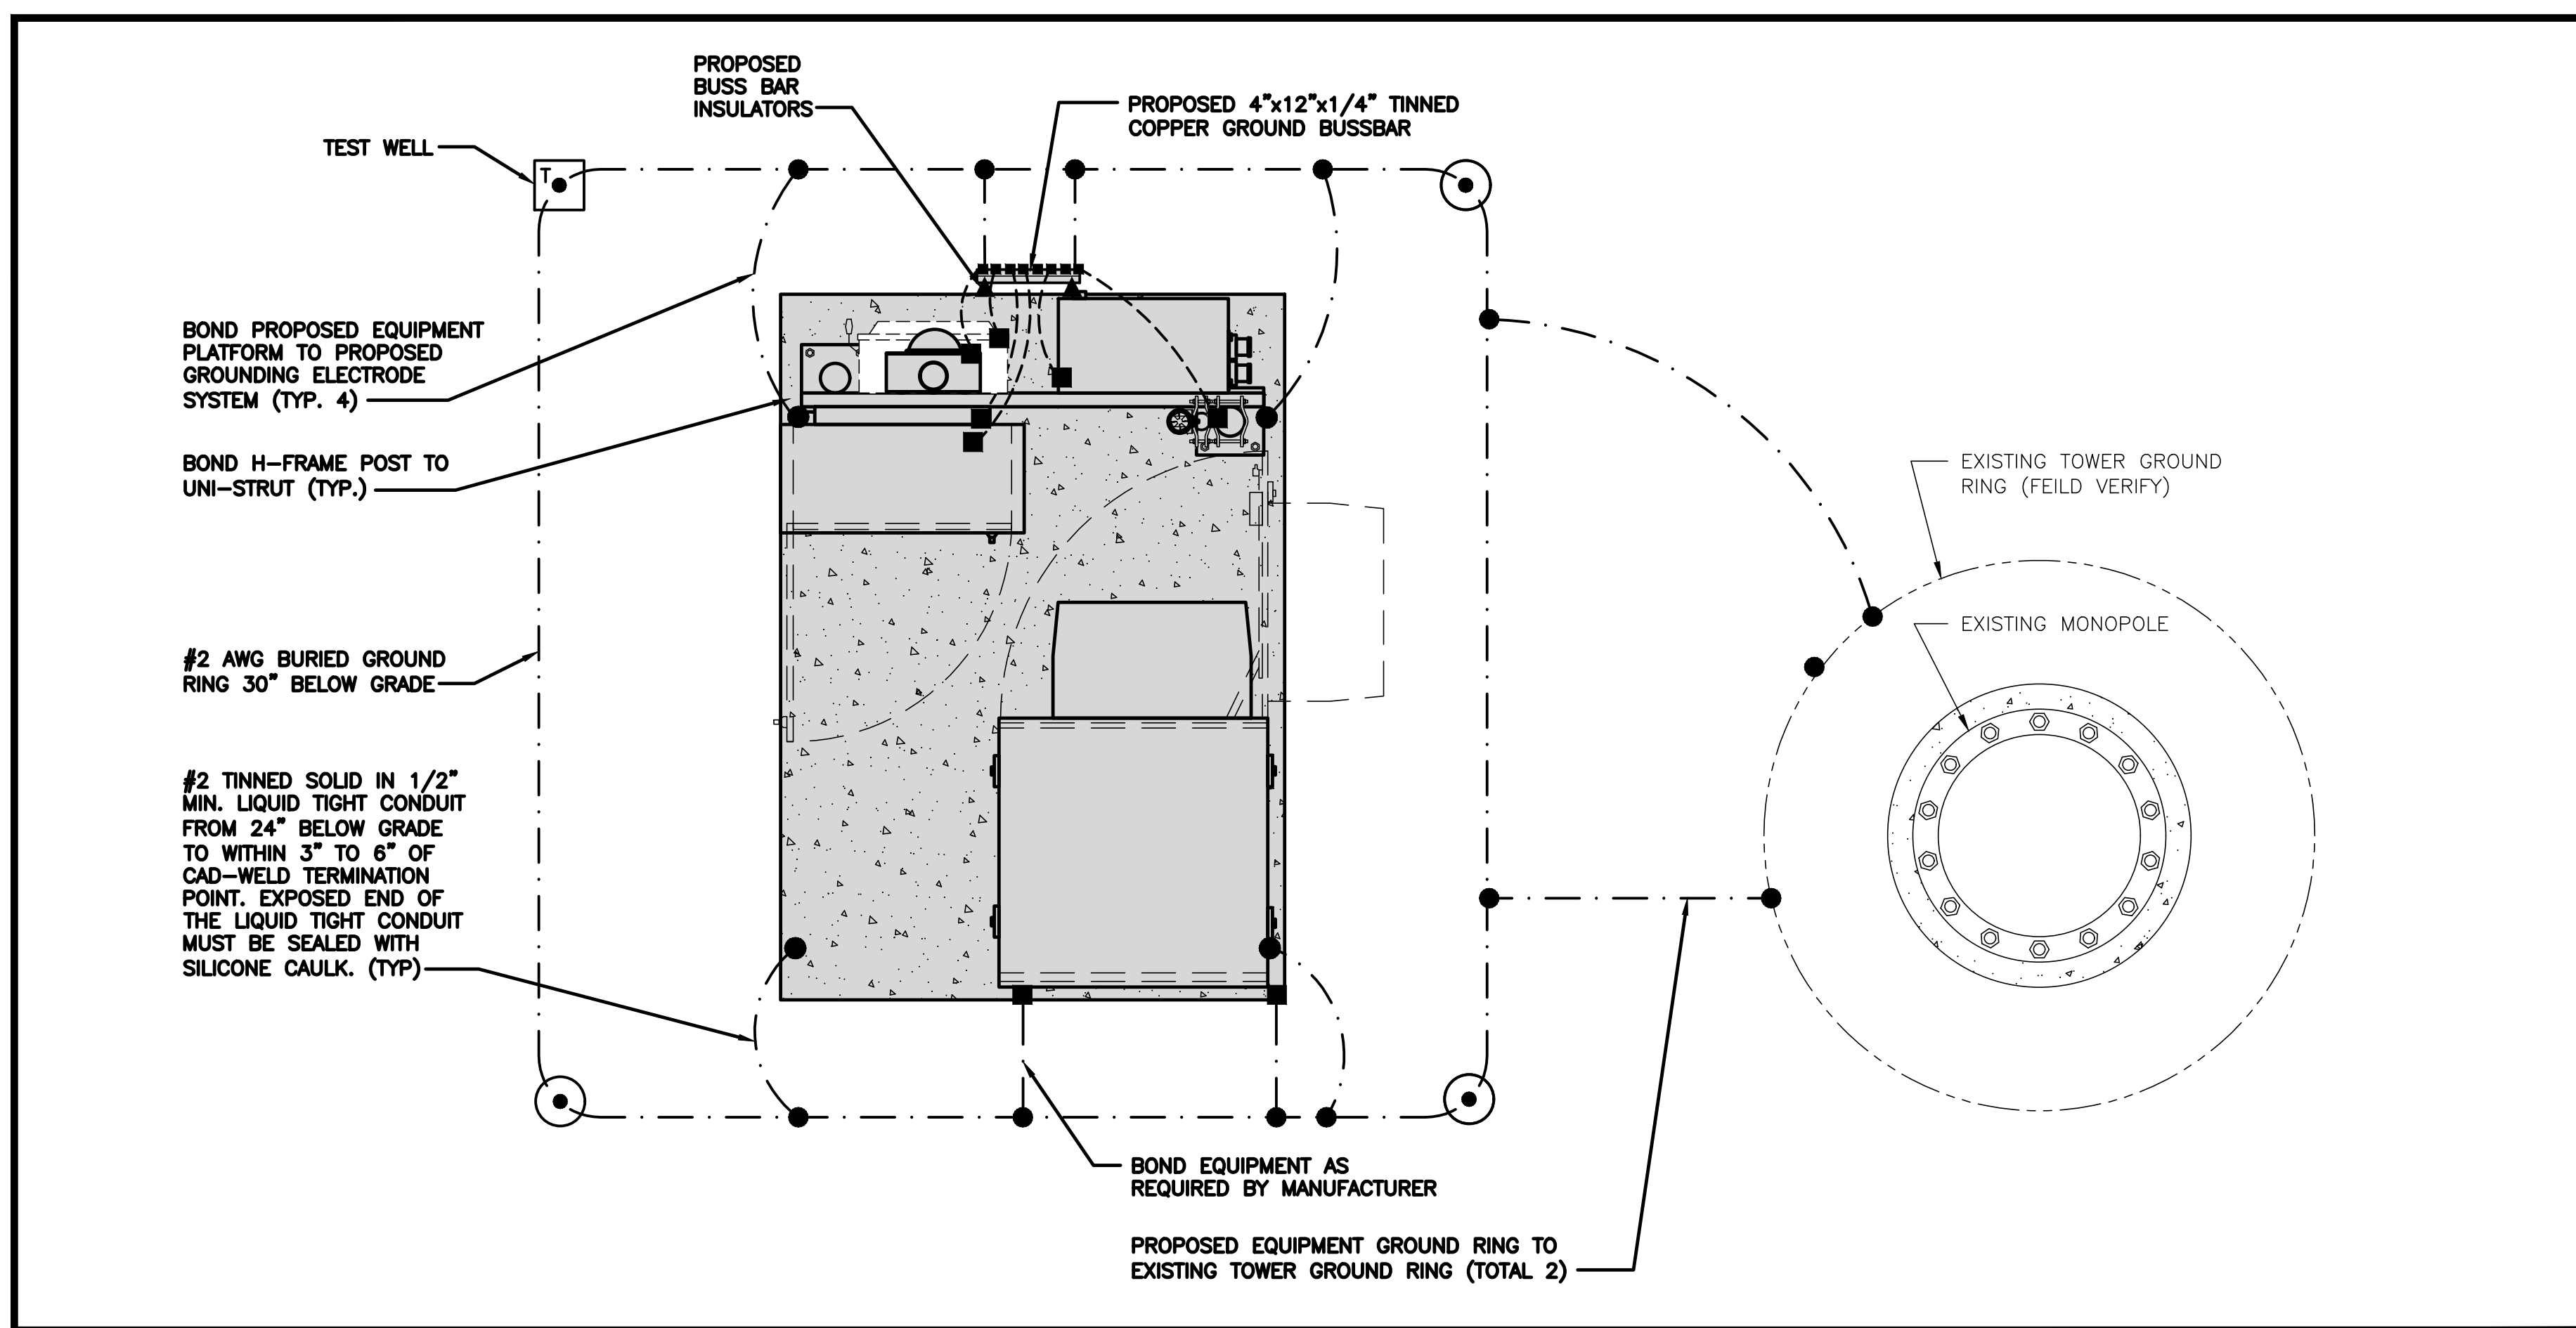 PROPOSED
BUSS BAR
INSULATORS
PROPOSED 4"x12"x1/4" TINNED
COPPER GROUND BUSSBAR
TEST WELL
T
BOND PROPOSED EQUIPMENT
PLATFORM TO PROPOSED
GROUNDING ELECTRODE
SYSTEM (TYP. 4)
BOND H-FRAME POST TO
UNI-STRUT (TYP.)
EXISTING TOWER GROUND
RING (FEILD VERIFY)
EXISTING MONOPOLE
#2 AWG BURIED GROUND
RING 30" BELOW GRADE
#2 TINNED SOLID IN 1/2"
MIN. LIQUID TIGHT CONDUIT
FROM 24" BELOW GRADE
TO WITHIN 3" TO 6" OF
CAD-WELD TERMINATION
POINT. EXPOSED END OF
THE LIQUID TIGHT CONDUIT
MUST BE SEALED WITH
SILICONE CAULK. (TYP)
BOND EQUIPMENT AS
REQUIRED BY MANUFACTURER
PROPOSED EQUIPMENT GROUND RING TO
EXISTING TOWER GROUND RING (TOTAL 2)